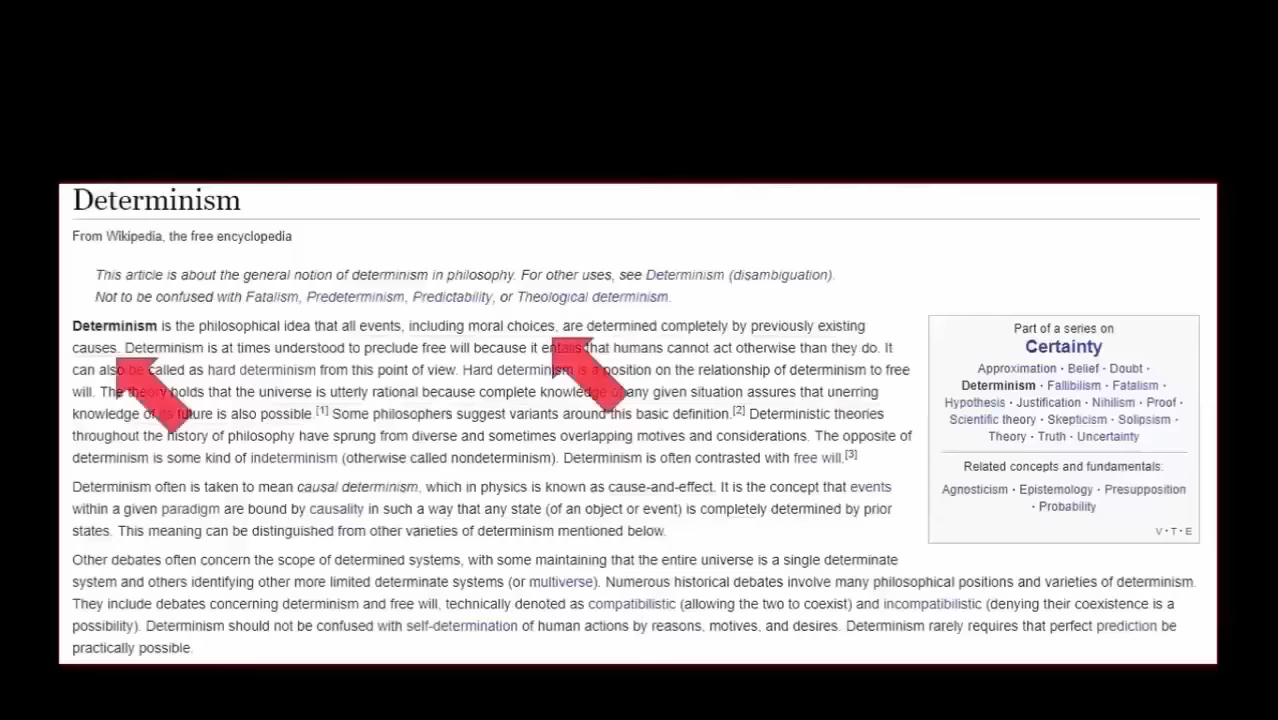 Determinism
From Wikipedia, the free encyclopedia
This article is about the general notion of determinism in philosophy. For other uses, see Determinism (disambiguation).
Not to be confused with Fatalism, Predeterminism, Predictability, or Theological determinism.
Determinism is the philosophical idea that all events, including moral choices, are determined completely by previously existing
causes. Determinism is at times understood to preclude free will because it entails that humans cannot act otherwise than they do. It
can also be called as hard determinism from this point of view. Hard determinism is a position on the relationship of determinism to free
will. The theory holds that the universe is utterly rational because complete knowledge of any given situation assures that unerring
knowledge of its future is also possible.[1] Some philosophers suggest variants around this basic definition.[2] Deterministic theories
throughout the history of philosophy have sprung from diverse and sometimes overlapping motives and considerations. The opposite of
determinism is some kind of indeterminism (otherwise called nondeterminism). Determinism is often contrasted with free will.[3]
Determinism often is taken to mean causal determinism, which in physics is known as cause-and-effect. It is the concept that events
within a given paradigm are bound by causality in such a way that any state (of an object or event) is completely determined by prior
states. This meaning can be distinguished from other varieties of determinism mentioned below.
Other debates often concern the scope of determined systems, with some maintaining that the entire universe is a single determinate
system and others identifying other more limited determinate systems (or multiverse). Numerous historical debates involve many philosophical positions and varieties of determinism.
They include debates concerning determinism and free will, technically denoted as compatibilistic (allowing the two to coexist) and incompatibilistic (denying their coexistence is a
possibility). Determinism should not be confused with self-determination of human actions by reasons, motives, and desires. Determinism rarely requires that perfect prediction be
practically possible.
Part of a series on
Certainty
Approximation · Belief · Doubt ·
Determinism · Fallibilism · Fatalism ·
Hypothesis · Justification · Nihilism · Proof ·
Scientific theory · Skepticism · Solipsism ·
Theory · Truth · Uncertainty
Related concepts and fundamentals:
Agnosticism · Epistemology · Presupposition
· Probability
V · T · E